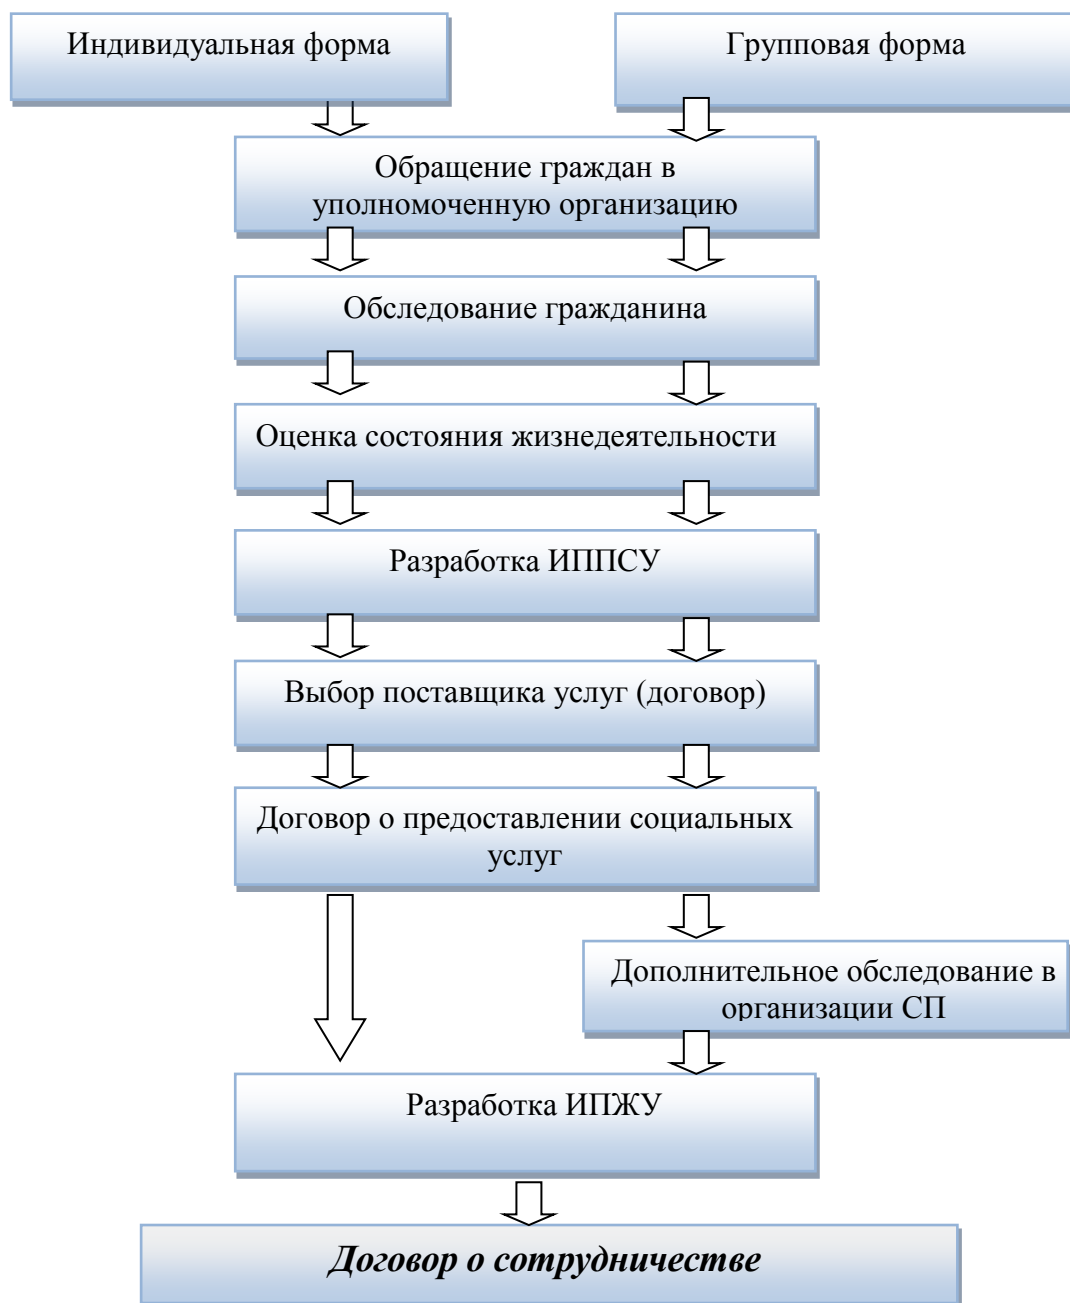 Индивидуальная форма
Групповая форма
Обращение граждан в
уполномоченную организацию
Обследование гражданина
Оценка состояния жизнедеятельности
Разработка ИППСУ
Выбор поставщика услуг (договор)
Договор о предоставлении социальных
услуг
Дополнительное обследование в
организации СП
Разработка ИПЖУ
Договор о сотрудничестве